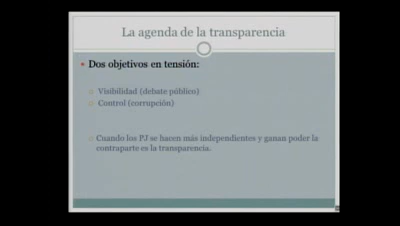 La agenda de la transparencia
Dos objetivos en tensión:
Visibilidad (debate público)
Control (corrupción)
Cuando los PJ se hacen más independientes y ganan poder la
contraparte es la transparencia.